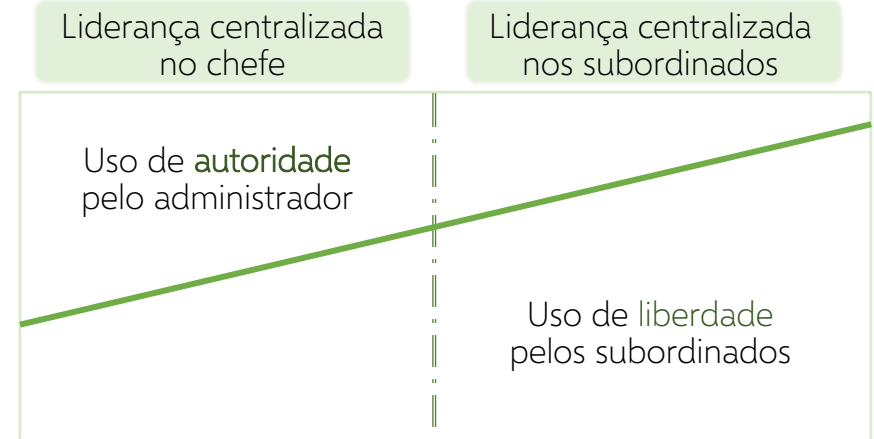 Liderança centralizada
no chefe
Liderança centralizada
nos subordinados
Uso de autoridade
pelo administrador
Uso de liberdade
pelos subordinados